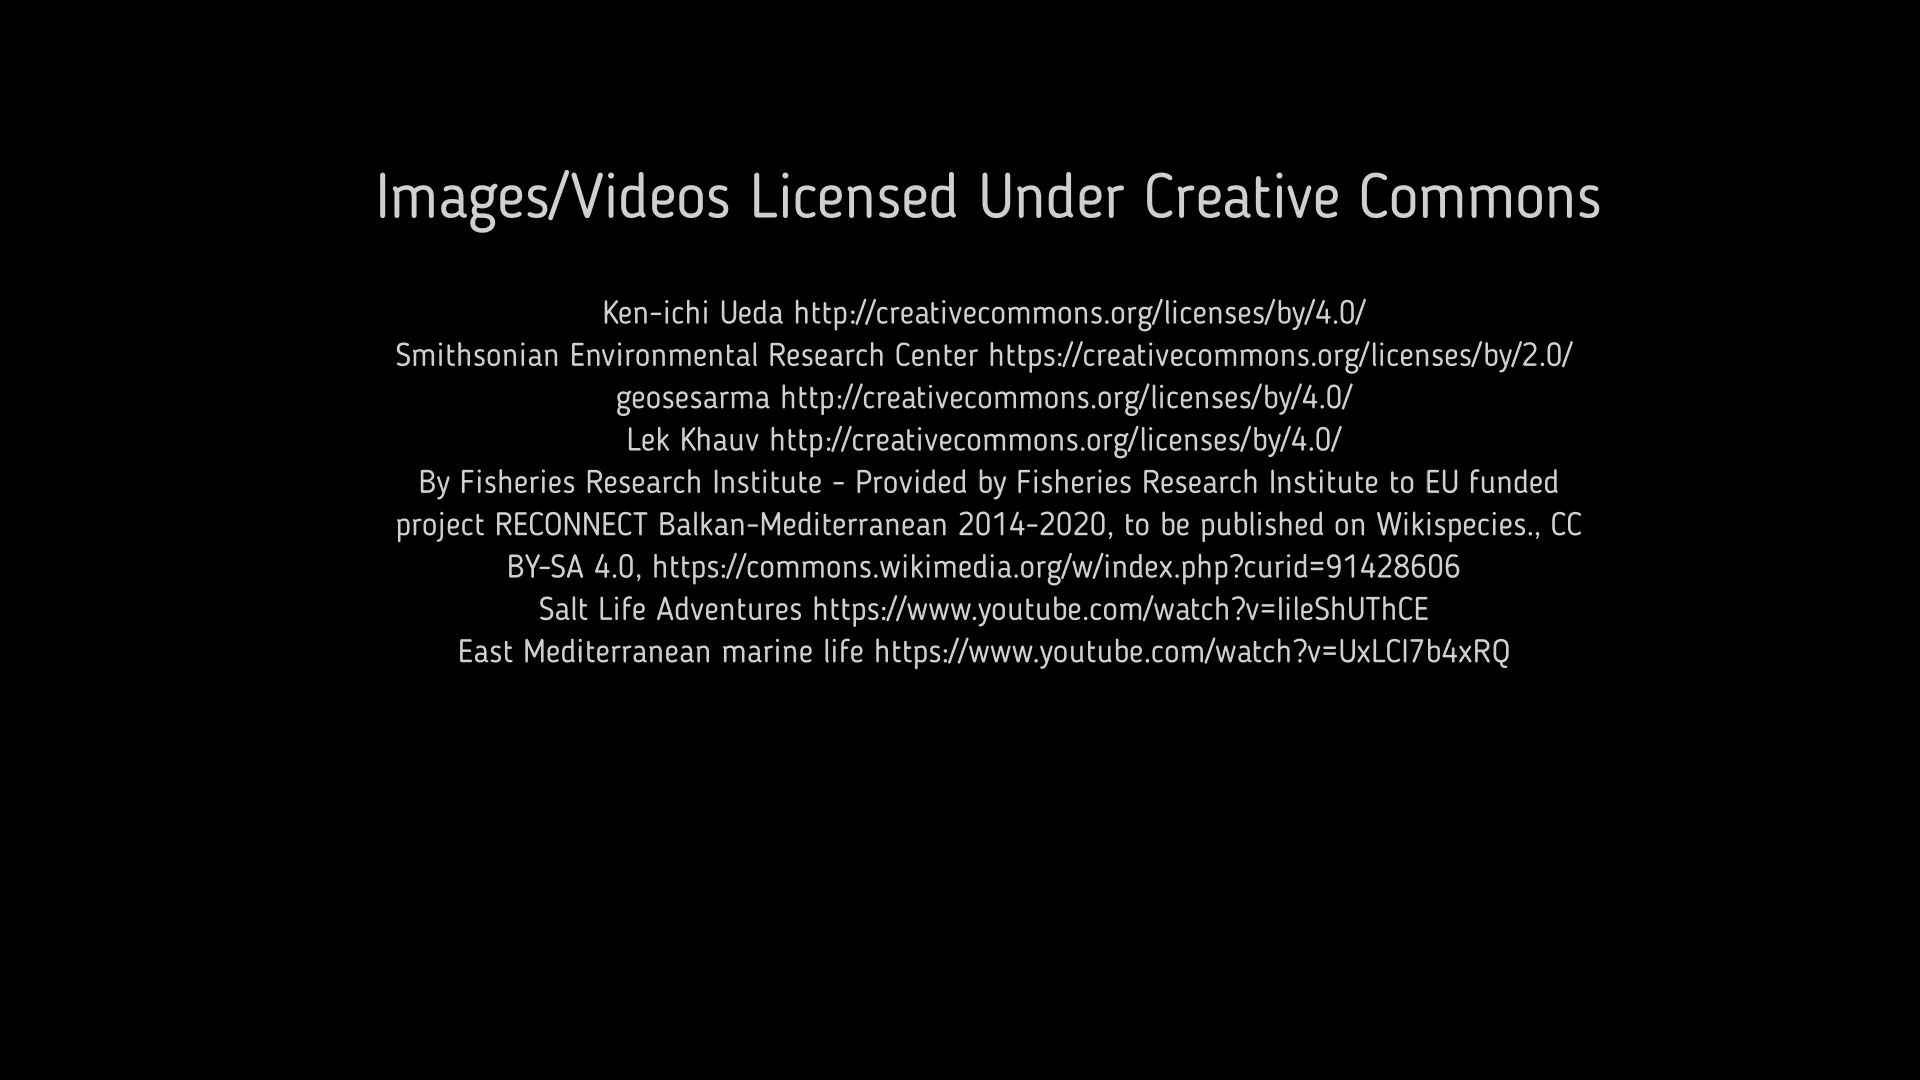 Images/Videos Licensed Under Creative Commons
Ken-ichi Ueda http://creativecommons.org/licenses/by/4.0/
Smithsonian Environmental Research Center https://creativecommons.org/licenses/by/2.0/
geosesarma http://creativecommons.org/licenses/by/4.0/
Lek Khauv http://creativecommons.org/licenses/by/4.0/
By Fisheries Research Institute - Provided by Fisheries Research Institute to EU funded
project RECONNECT Balkan-Mediterranean 2014-2020, to be published on Wikispecies., CC
BY-SA 4.0, https://commons.wikimedia.org/w/index.php?curid=91428606
Salt Life Adventures https://www.youtube.com/watch?v=IileShUThCE
East Mediterranean marine life https://www.youtube.com/watch?v=UxLCI7b4xRQ